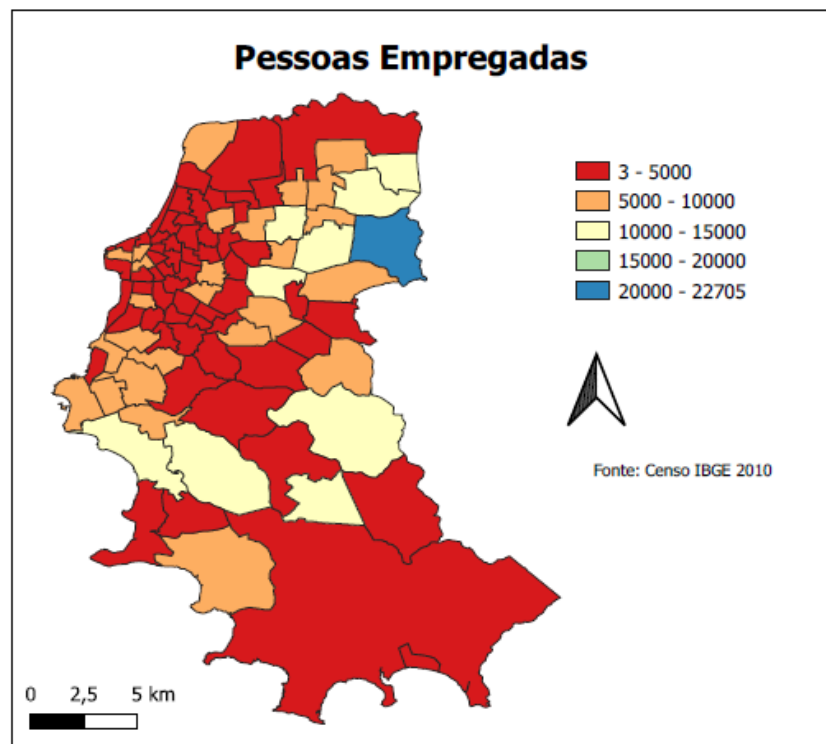 Pessoas Empregadas
3 - 5000
5000 - 10000
10000 - 15000
15000 - 20000
20000 - 22705
Fonte: Censo IBGE 2010
0 2,5 5 km